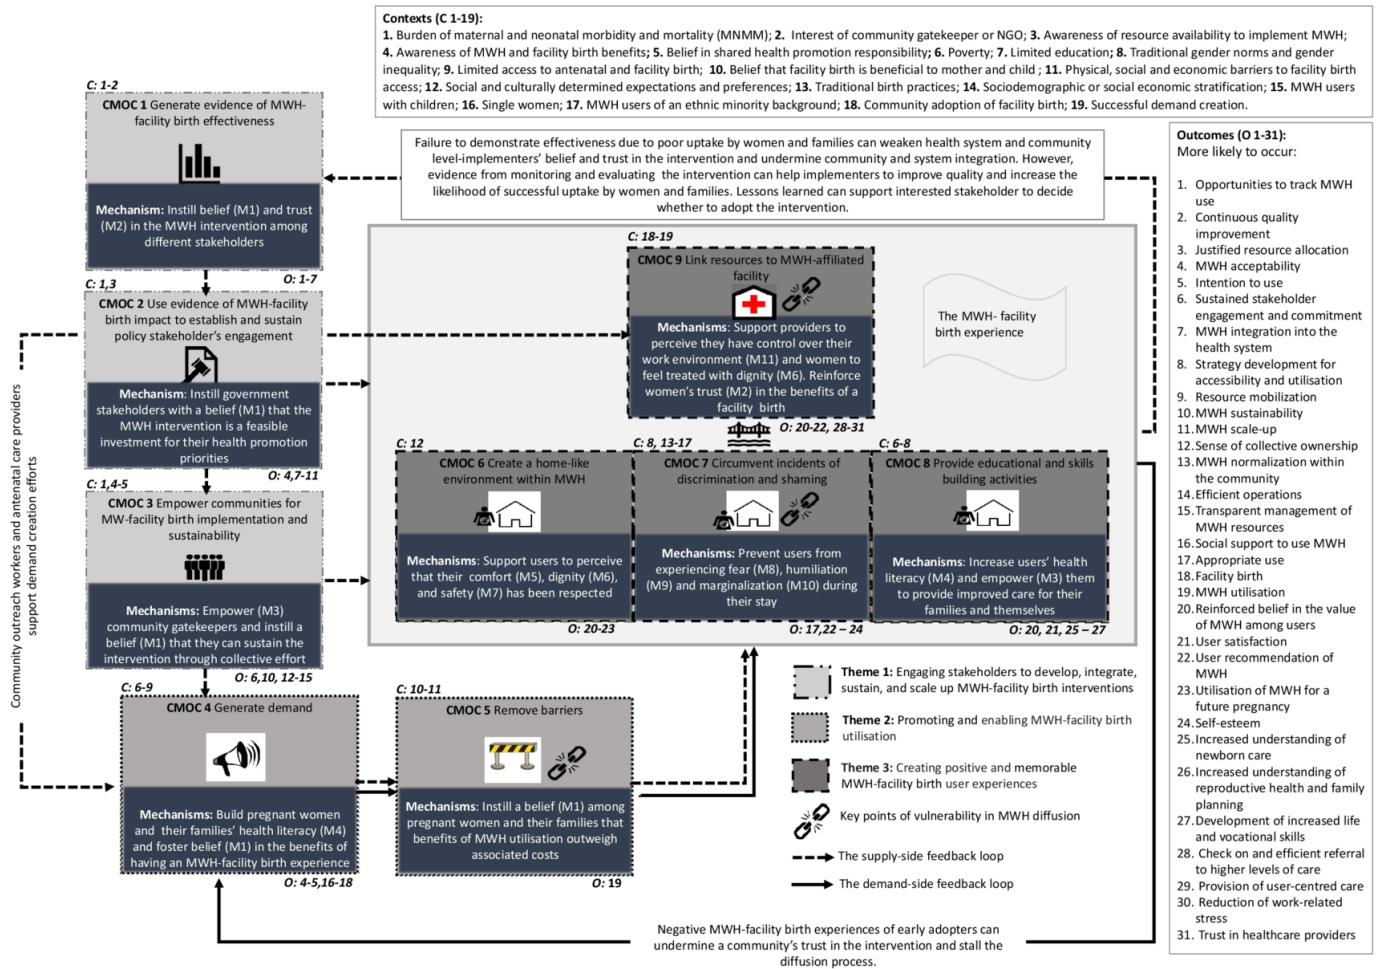 Contexts (C 1-19):
1. Burden of maternal and neonatal morbidity and mortality (MNMM); 2. Interest of community gatekeeper or NGO; 3. Awareness of resource availability to implement MWH;
4. Awareness of MWH and facility birth benefits; 5. Belief in shared health promotion responsibility; 6. Poverty; 7. Limited education; 8. Traditional gender norms and gender
inequality; 9. Limited access to antenatal and facility birth; 10. Belief that facility birth is beneficial to mother and child ; 11. Physical, social and economic barriers to facility birth
access; 12. Social and culturally determined expectations and preferences; 13. Traditional birth practices; 14. Sociodemographic or social economic stratification; 15. MWH users
with children; 16. Single women; 17. MWH users of an ethnic minority background; 18. Community adoption of facility birth; 19. Successful demand creation.
C: 1-2
CMOC 1 Generate evidence of MWH-
facility birth effectiveness
Mechanism: Instill belief (M1) and trust
(M2) in the MWH intervention among
different stakeholders
O: 1-7
Failure to demonstrate effectiveness due to poor uptake by women and families can weaken health system and community
level-implementers' belief and trust in the intervention and undermine community and system integration. However,
evidence from monitoring and evaluating the intervention can help implementers to improve quality and increase the
likelihood of successful uptake by women and families. Lessons learned can support interested stakeholder to decide
whether to adopt the intervention.
C: 1,3
CMOC 2 Use evidence of MWH-facility
birth impact to establish and sustain
policy stakeholder's engagement
Mechanism: Instill government
stakeholders with a belief (M1) that the
MWH intervention is a feasible
investment for their health promotion
priorities
O: 4,7-11
C: 1,4-5
CMOC 3 Empower communities for
MW-facility birth implementation and
sustainability
Mechanisms: Empower (M3)
community gatekeepers and instill a
belief (M1) that they can sustain the
intervention through collective effort
O: 6,10, 12-15
Community outreach workers and antenatal care providers
support demand creation efforts
C: 18-19
CMOC 9 Link resources to MWH-affiliated
facility
Mechanisms: Support providers to
perceive they have control over their
work environment (M11) and women to
feel treated with dignity (M6). Reinforce
women's trust (M2) in the benefits of a
facility birth
O: 20-22, 28-31
The MWH- facility
birth experience
C: 12
CMOC 6 Create a home-like
environment within MWH
Mechanisms: Support users to perceive
that their comfort (M5), dignity (M6),
and safety (M7) has been respected
O: 20-23
C: 8, 13-17
CMOC 7 Circumvent incidents of
discrimination and shaming
Mechanisms: Prevent users from
experiencing fear (M8), humiliation
(M9) and marginalization (M10) during
their stay
O: 17,22 – 24
C: 6-8
CMOC 8 Provide educational and skills
building activities
Mechanisms: Increase users' health
literacy (M4) and empower (M3) them
to provide improved care for their
families and themselves
O: 20, 21, 25 – 27
C: 6-9
CMOC 4 Generate demand
Mechanisms: Build pregnant women
and their families' health literacy (M4)
and foster belief (M1) in the benefits of
having an MWH-facility birth experience
O: 4-5,16-18
C: 10-11
CMOC 5 Remove barriers
Mechanisms: Instill a belief (M1) among
pregnant women and their families that
benefits of MWH utilisation outweigh
associated costs
O: 19
Theme 1: Engaging stakeholders to develop, integrate,
sustain, and scale up MWH-facility birth interventions
Theme 2: Promoting and enabling MWH-facility birth
utilisation
Theme 3: Creating positive and memorable
MWH-facility birth user experiences
Key points of vulnerability in MWH diffusion
The supply-side feedback loop
The demand-side feedback loop
Negative MWH-facility birth experiences of early adopters can
undermine a community's trust in the intervention and stall the
diffusion process.
Outcomes (O 1-31):
More likely to occur:
1. Opportunities to track MWH
use
2. Continuous quality
improvement
3. Justified resource allocation
4. MWH acceptability
5. Intention to use
6. Sustained stakeholder
engagement and commitment
7. MWH integration into the
health system
8. Strategy development for
accessibility and utilisation
9. Resource mobilization
10. MWH sustainability
11. MWH scale-up
12. Sense of collective ownership
13. MWH normalization within
the community
14. Efficient operations
15. Transparent management of
MWH resources
16. Social support to use MWH
17. Appropriate use
18. Facility birth
19. MWH utilisation
20. Reinforced belief in the value
of MWH among users
21. User satisfaction
22. User recommendation of
MWH
23. Utilisation of MWH for a
future pregnancy
24. Self-esteem
25. Increased understanding of
newborn care
26. Increased understanding of
reproductive health and family
planning
27. Development of increased life
and vocational skills
28. Check on and efficient referral
to higher levels of care
29. Provision of user-centred care
30. Reduction of work-related
stress
31. Trust in healthcare providers